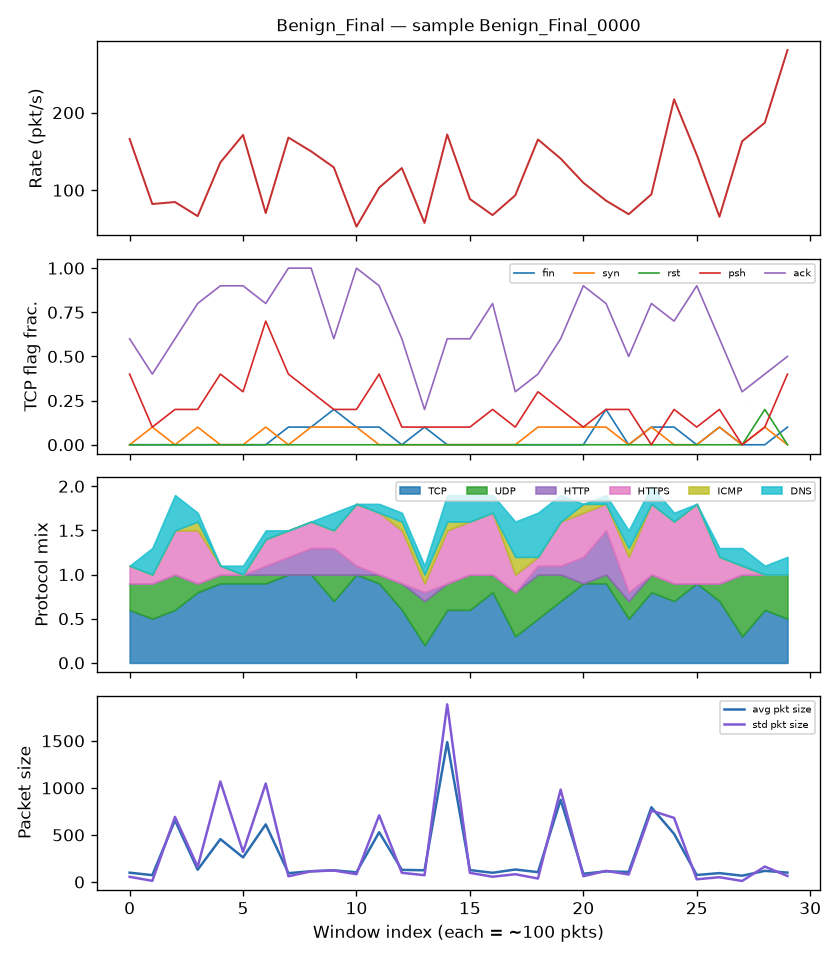 Benign_Final — sample Benign_Final_0000
Rate (pkt/s)
200
100
TCP flag frac.
1.00
0.75
0.50
0.25
0.00
fin syn rst psh ack
Protocol mix
2.0
1.5
1.0
0.5
0.0
TCP UDP HTTP HTTPS ICMP DNS
Packet size
1500
1000
500
0
avg pkt size
std pkt size
0 5 10 15 20 25 30
Window index (each = ~100 pkts)